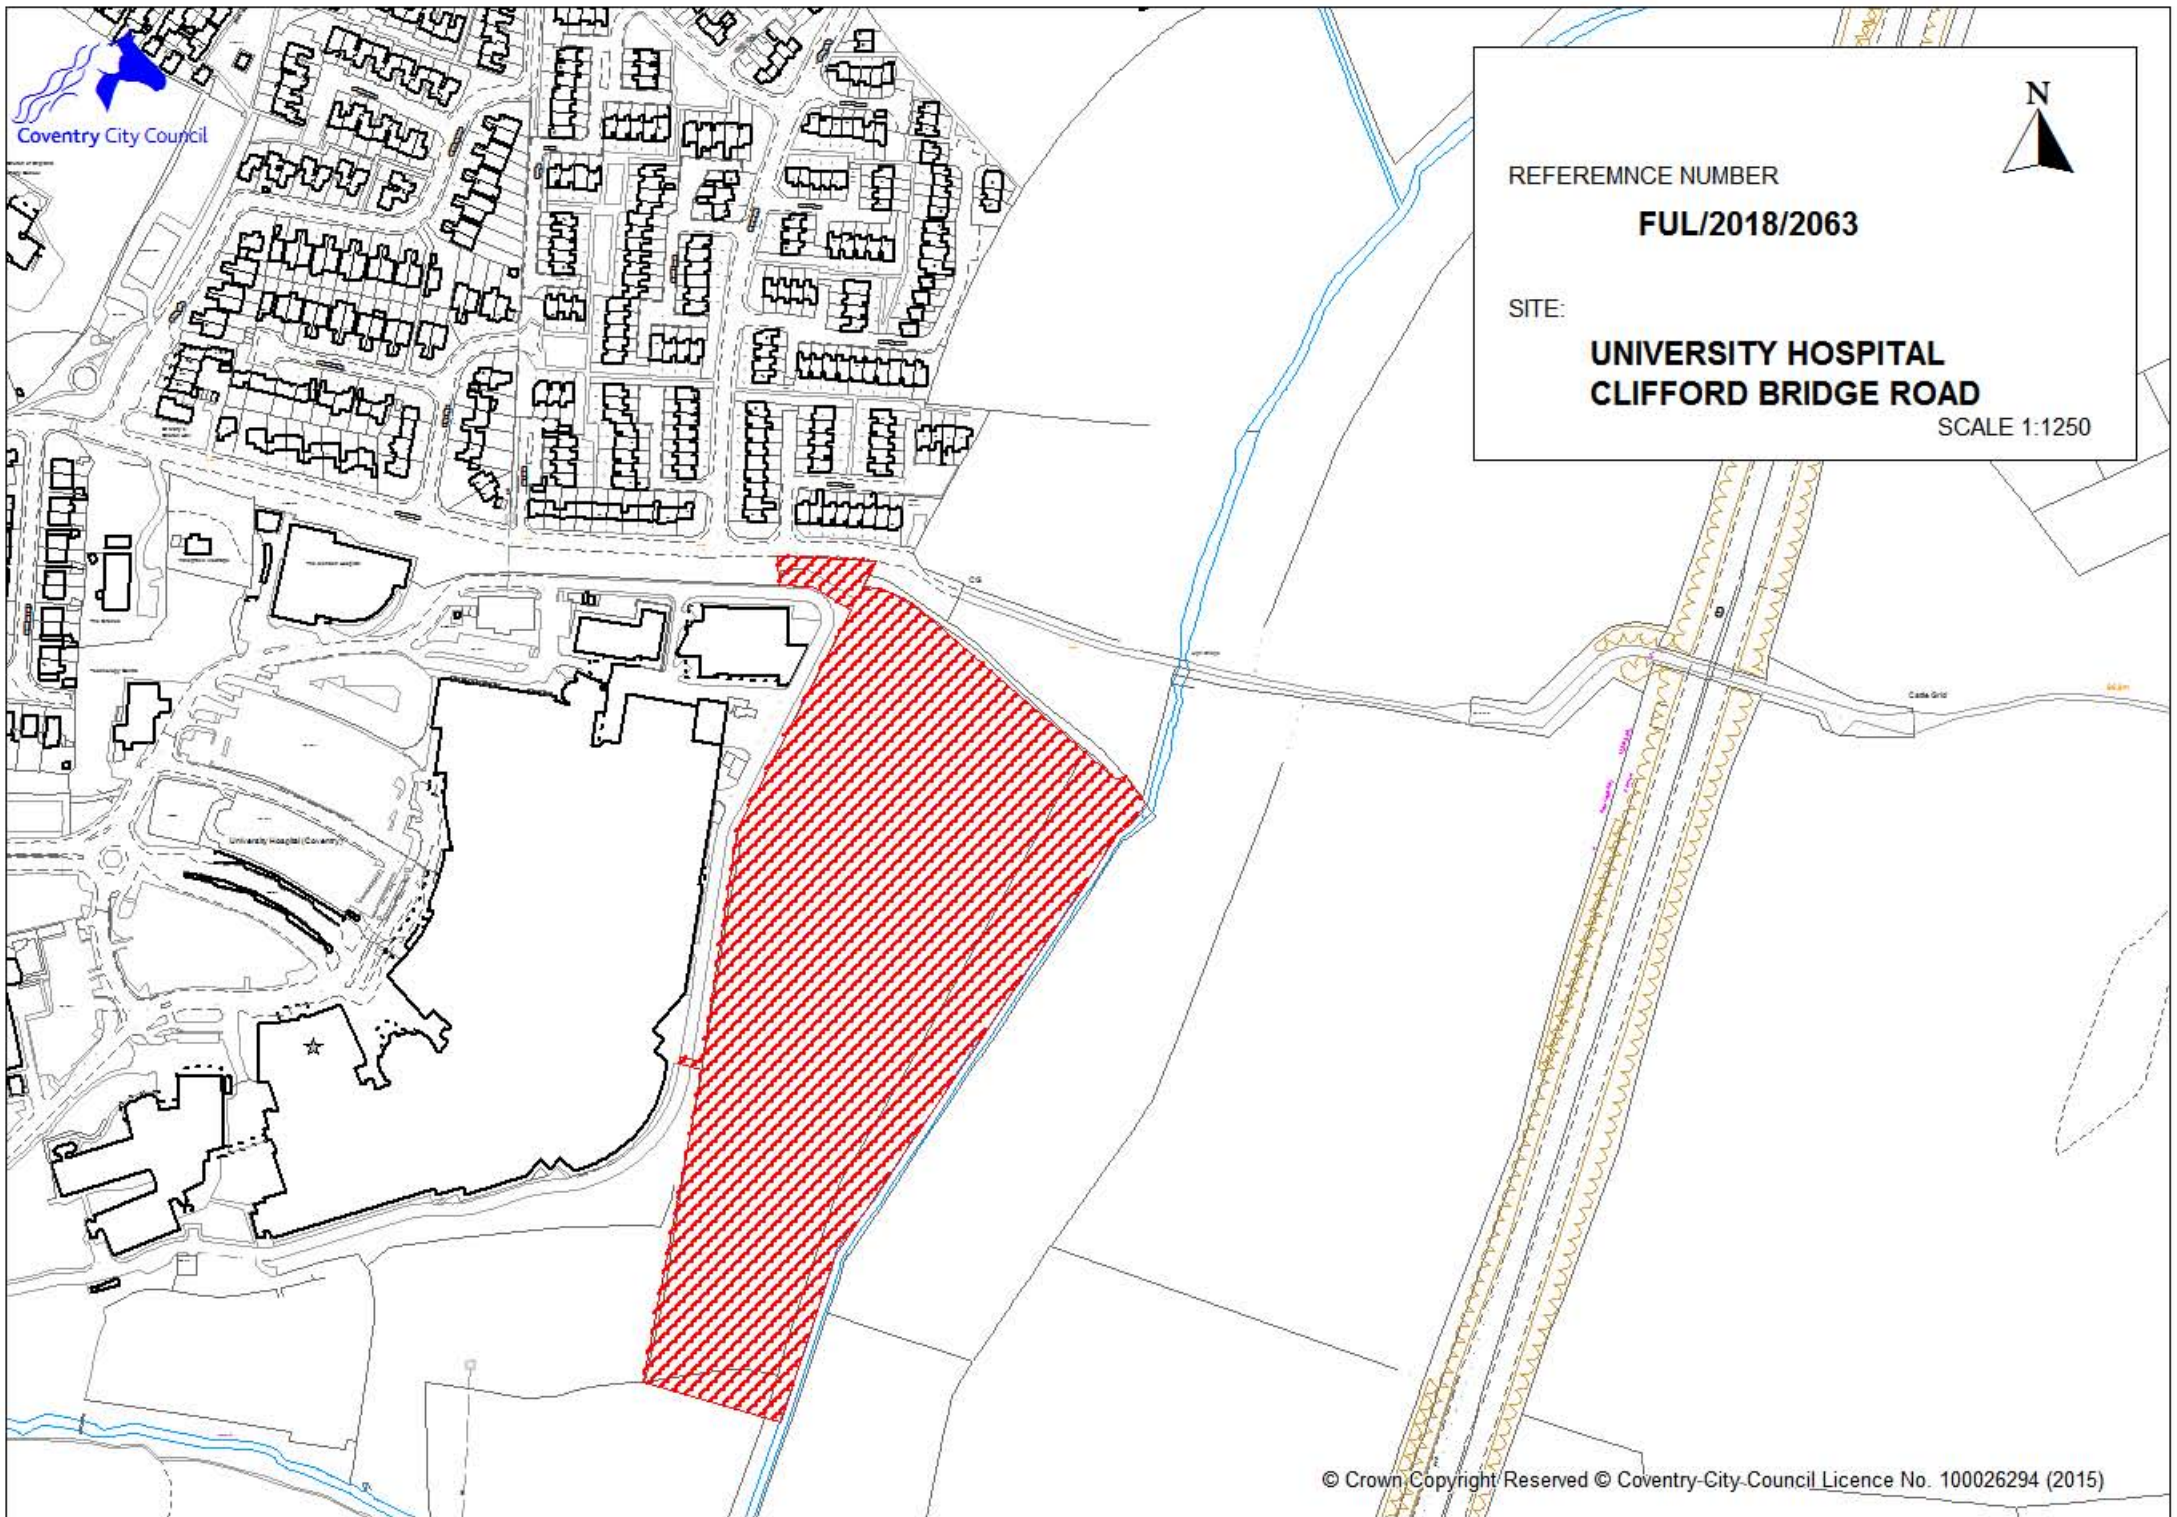 Coventry City Council
N
REFEREMNCE NUMBER
FUL/2018/2063
SITE:
UNIVERSITY HOSPITAL
CLIFFORD BRIDGE ROAD
SCALE 1:1250
CG
Cattle Grid
University Hospital (Coventry)
© Crown Copyright Reserved © Coventry City Council Licence No. 100026294 (2015)